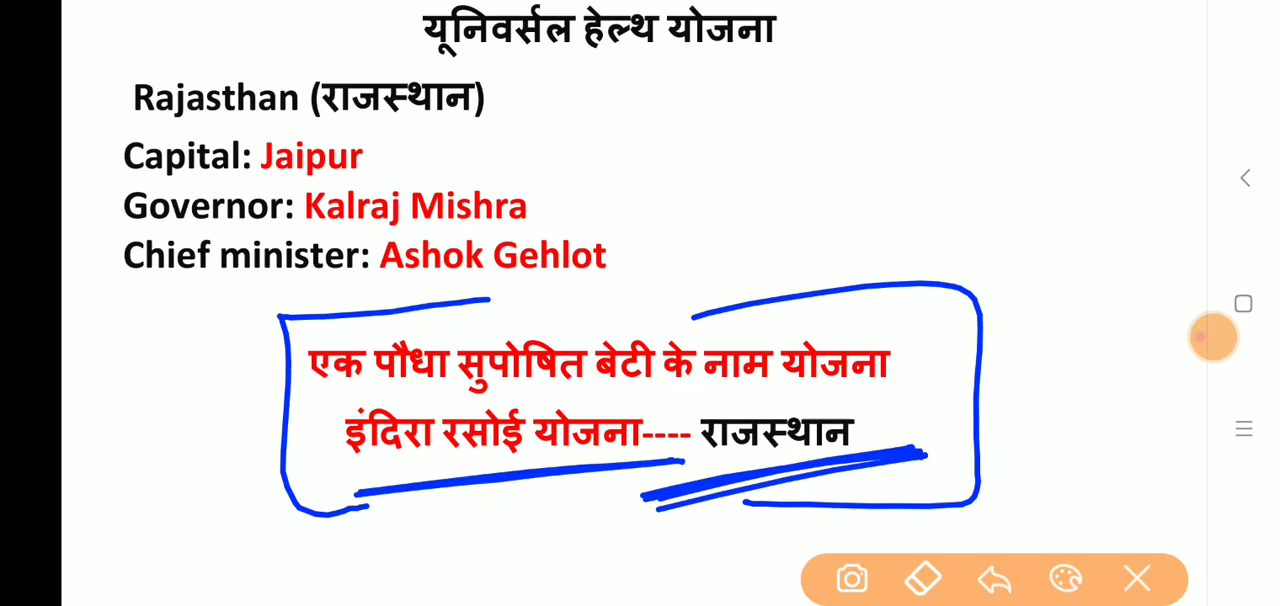 यूनिवर्सल हेल्थ योजना
Rajasthan (राजस्थान)
Capital: Jaipur
Governor: Kalraj Mishra
Chief minister: Ashok Gehlot
एक पौधा सुपोषित बेटी के नाम योजना
इंदिरा रसोई योजना---- राजस्थान